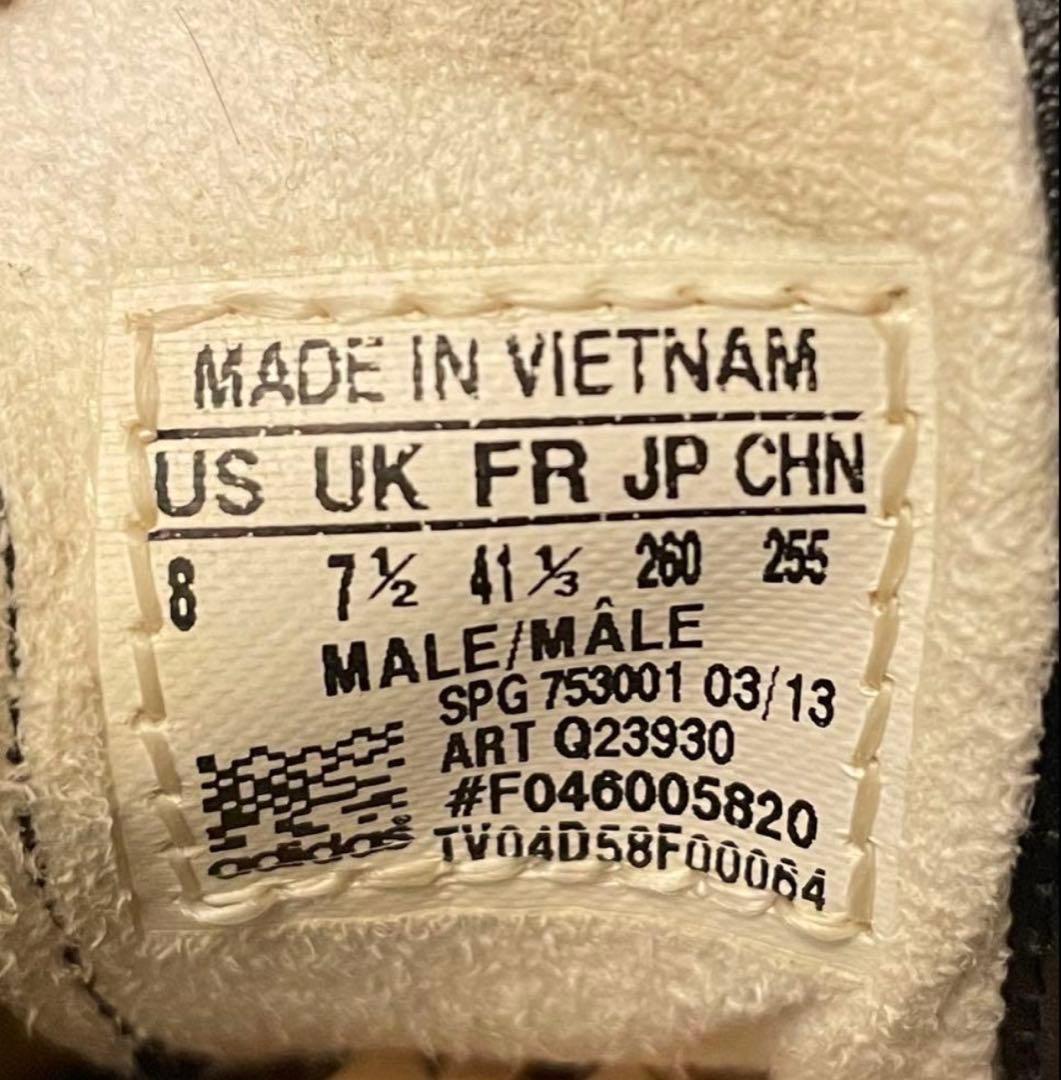 MADE IN VIETNAM
US UK FR JP CHN
8 7½ 41⅓ 260 255
MALE/MÂLE
SPG 753001 03/13
ART Q23930
#F046005820
adidas TV04D58F00064